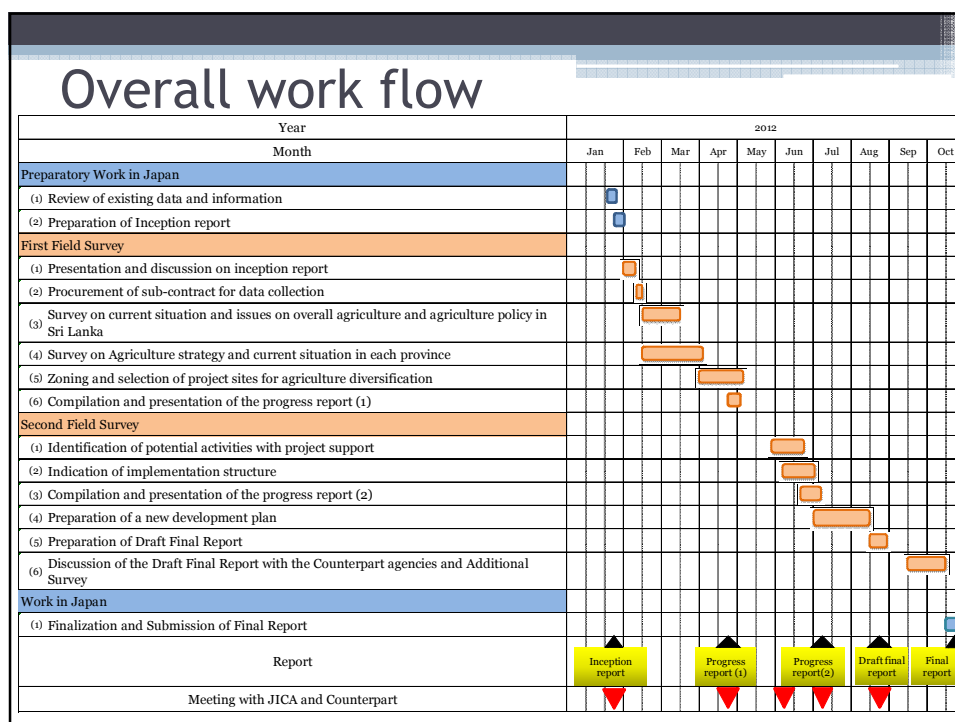 Overall work flow
Year 2012
Month Jan Feb Mar Apr May Jun Jul Aug Sep Oct
Preparatory Work in Japan
(1) Review of existing data and information
(2) Preparation of Inception report
First Field Survey
(1) Presentation and discussion on inception report
(2) Procurement of sub-contract for data collection
(3) Survey on current situation and issues on overall agriculture and agriculture policy in
Sri Lanka
(4) Survey on Agriculture strategy and current situation in each province
(5) Zoning and selection of project sites for agriculture diversification
(6) Compilation and presentation of the progress report (1)
Second Field Survey
(1) Identification of potential activities with project support
(2) Indication of implementation structure
(3) Compilation and presentation of the progress report (2)
(4) Preparation of a new development plan
(5) Preparation of Draft Final Report
(6) Discussion of the Draft Final Report with the Counterpart agencies and Additional
Survey
Work in Japan
(1) Finalization and Submission of Final Report
Report
Inception
report
Progress
report (1)
Progress
report(2)
Draft final
report
Final
report
Meeting with JICA and Counterpart